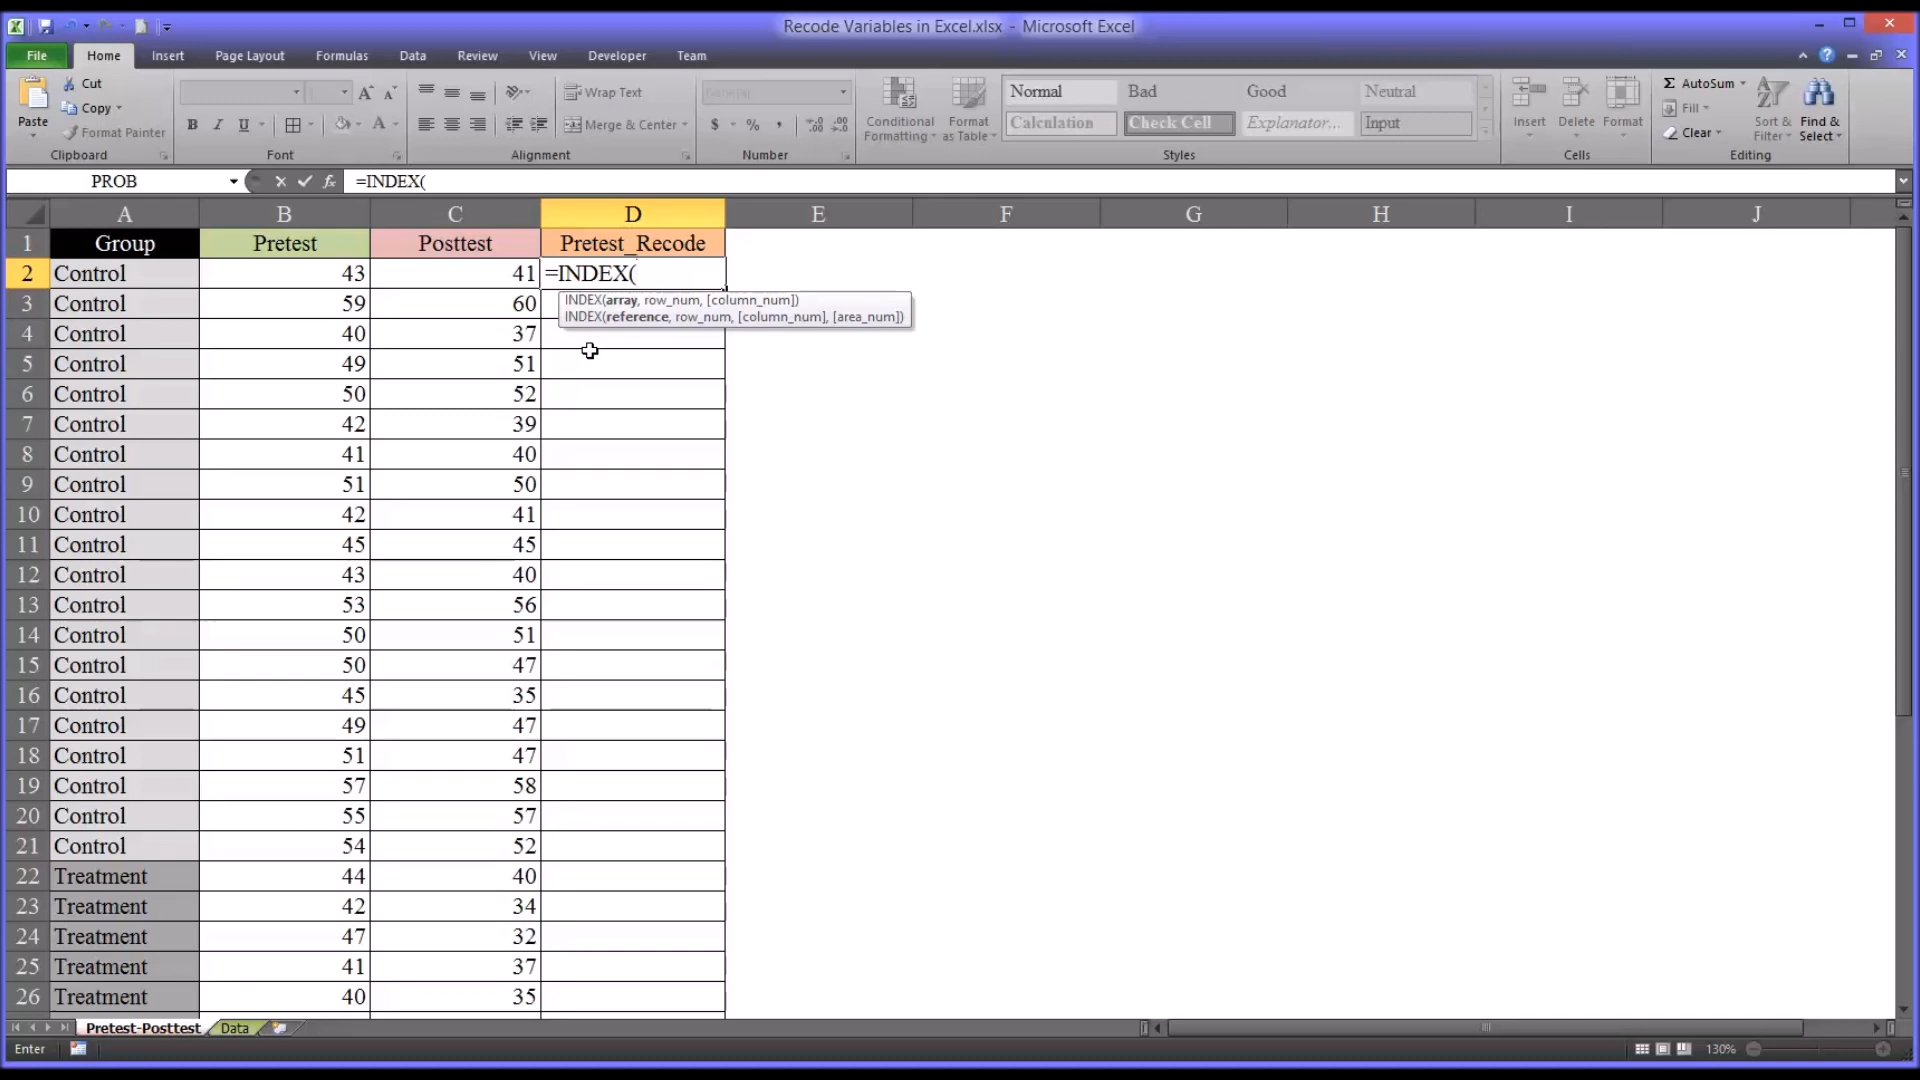 Recode Variables in Excel.xlsx - Microsoft Excel
File Home Insert Page Layout Formulas Data Review View Developer Team
Paste
Cut
Copy
Format Painter
Clipboard
B I U
A A
A
Font
Wrap Text
Merge & Center
Alignment
General
$ % ,
Number
Conditional Formatting
Format as Table
Normal Bad Good Neutral
Calculation Check Cell Explanator... Input
Styles
Insert Delete Format
Cells
Σ AutoSum
Fill
Clear
Sort & Filter
Find & Select
Editing
PROB fx =INDEX(
A B C D E F G H I J
1 Group Pretest Posttest Pretest_Recode
2 Control 43 41 =INDEX(
INDEX(array, row_num, [column_num])
INDEX(reference, row_num, [column_num], [area_num])
3 Control 59 60
4 Control 40 37
5 Control 49 51
6 Control 50 52
7 Control 42 39
8 Control 41 40
9 Control 51 50
10 Control 42 41
11 Control 45 45
12 Control 43 40
13 Control 53 56
14 Control 50 51
15 Control 50 47
16 Control 45 35
17 Control 49 47
18 Control 51 47
19 Control 57 58
20 Control 55 57
21 Control 54 52
22 Treatment 44 40
23 Treatment 42 34
24 Treatment 47 32
25 Treatment 41 37
26 Treatment 40 35
Pretest-Posttest Data
Enter 130%